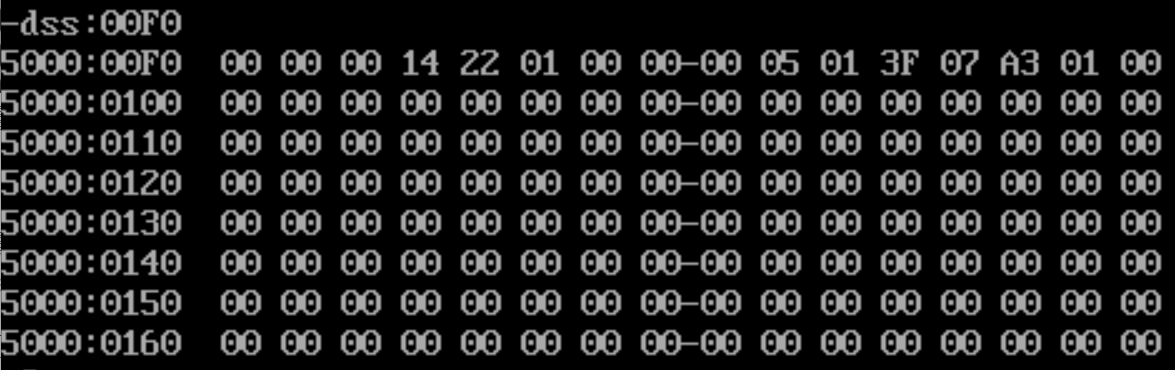 -dss:00F0
5000:00F0 00 00 00 14 22 01 00 00-00 05 01 3F 07 A3 01 00
5000:0100 00 00 00 00 00 00 00 00-00 00 00 00 00 00 00 00
5000:0110 00 00 00 00 00 00 00 00-00 00 00 00 00 00 00 00
5000:0120 00 00 00 00 00 00 00 00-00 00 00 00 00 00 00 00
5000:0130 00 00 00 00 00 00 00 00-00 00 00 00 00 00 00 00
5000:0140 00 00 00 00 00 00 00 00-00 00 00 00 00 00 00 00
5000:0150 00 00 00 00 00 00 00 00-00 00 00 00 00 00 00 00
5000:0160 00 00 00 00 00 00 00 00-00 00 00 00 00 00 00 00